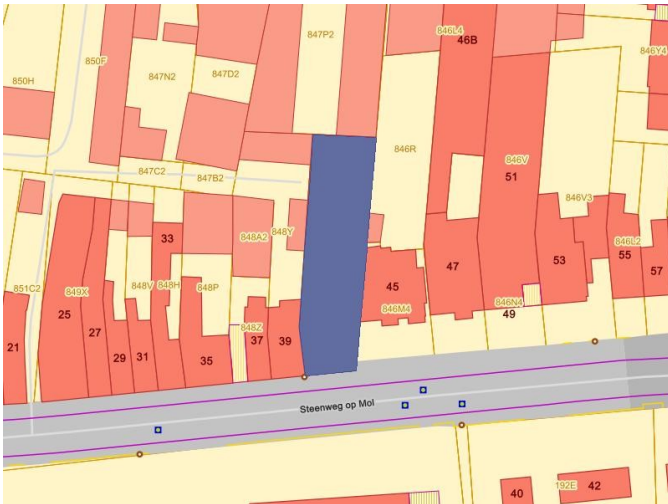 847P2
846L4
46B
846Y4
850F
847N2
847D2
850H
846R
846V
51
847C2
847B2
846V3
848A2
848Y
33
846L2
851C2
849X
848V
848H
848P
25
27
45
47
53
55
57
846M4
846N4
49
848Z
21
29
31
35
37
39
Steenweg op Mol
192E
40
42